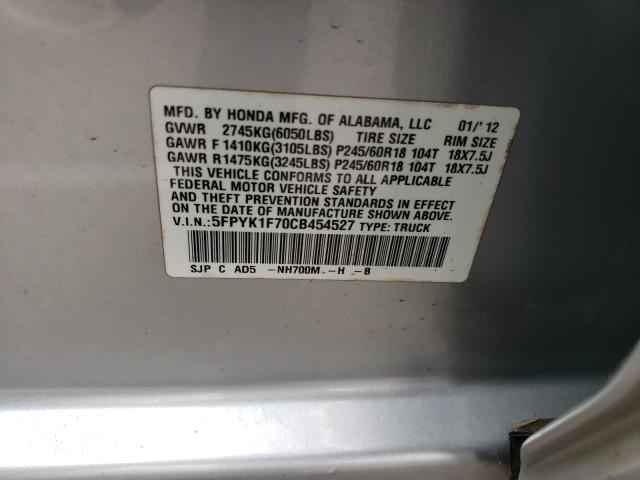 MFD. BY HONDA MFG. OF ALABAMA, LLC 01/'12
GVWR 2745KG(6050LBS) TIRE SIZE RIM SIZE
GAWR F 1410KG(3105LBS) P245/60R18 104T 18X7.5J
GAWR R1475KG(3245LBS) P245/60R18 104T 18X7.5J
THIS VEHICLE CONFORMS TO ALL APPLICABLE
FEDERAL MOTOR VEHICLE SAFETY
AND THEFT PREVENTION STANDARDS IN EFFECT
ON THE DATE OF MANUFACTURE SHOWN ABOVE.
V.I.N.:5FPYK1F70CB454527 TYPE: TRUCK
SJP C AD5 -NH700M -H -B